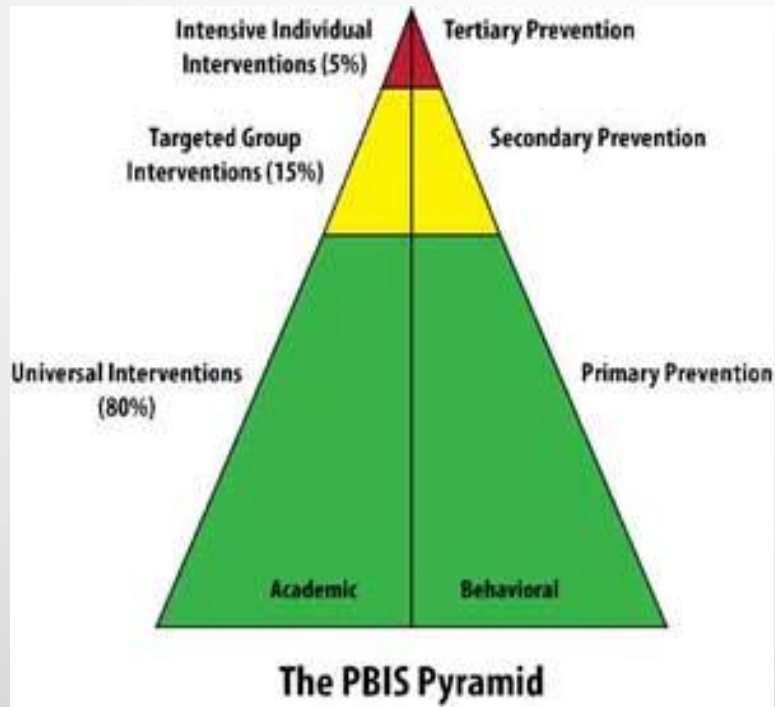 Intensive Individual
Interventions (5%)
Tertiary Prevention
Targeted Group
Interventions (15%)
Secondary Prevention
Universal Interventions
(80%)
Primary Prevention
Academic
Behavioral
The PBIS Pyramid